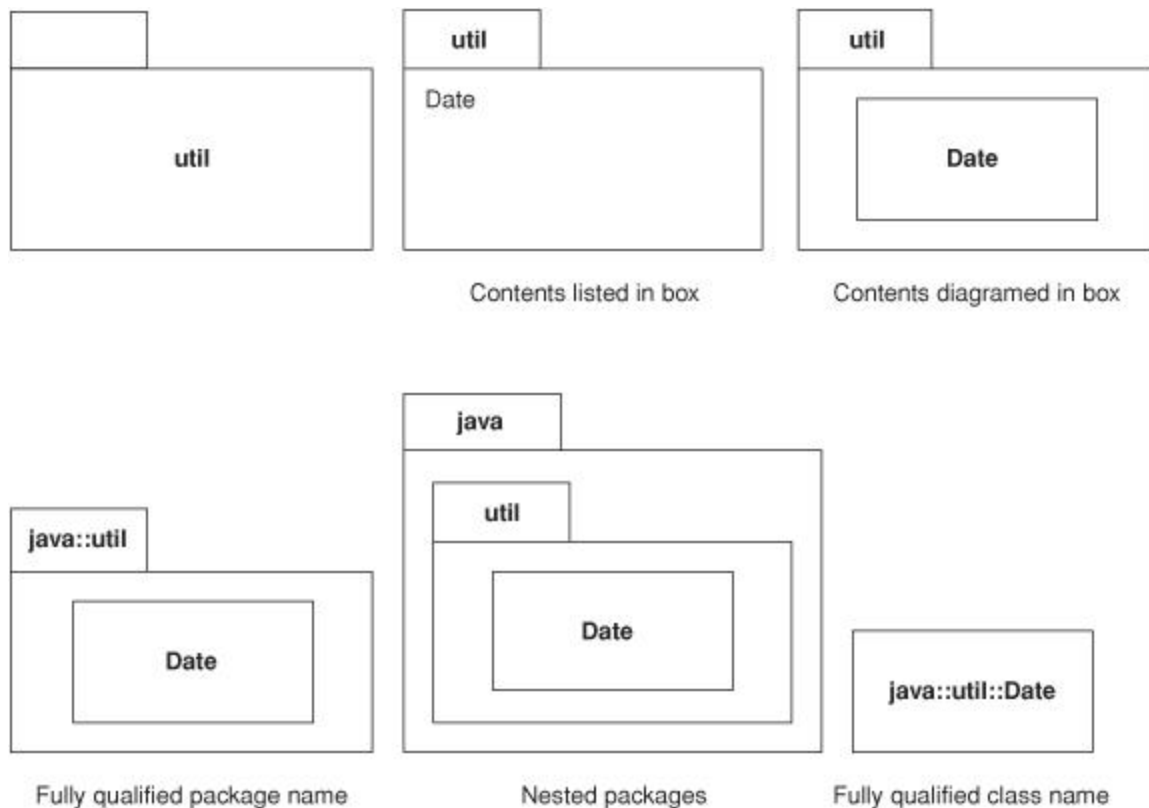 util
util
util
Date
Date
Contents listed in box
Contents diagramed in box
java
util
java::util
Date
Date
java::util::Date
Fully qualified package name
Nested packages
Fully qualified class name